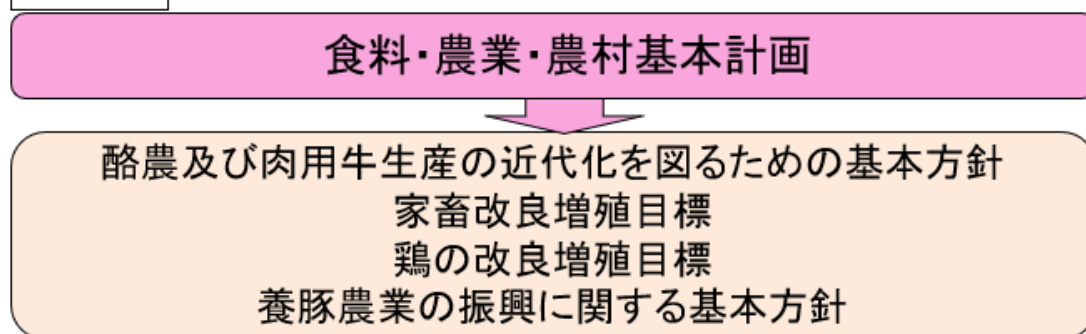 食料・農業・農村基本計画
酪農及び肉用牛生産の近代化を図るための基本方針
家畜改良増殖目標
鶏の改良増殖目標
養豚農業の振興に関する基本方針